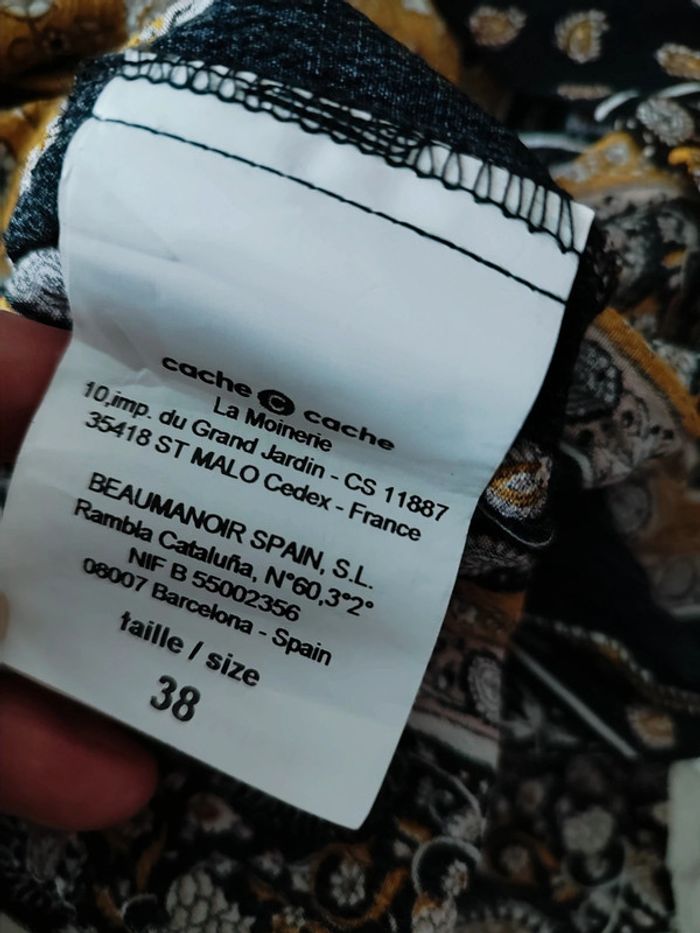 cache c cache
La Moinerie
10,imp. du Grand Jardin - CS 11887
35418 ST MALO Cedex - France
BEAUMANOIR SPAIN, S.L.
Rambla Cataluña, N°60,3°2°
NIF B 55002356
08007 Barcelona - Spain
taille / size
38